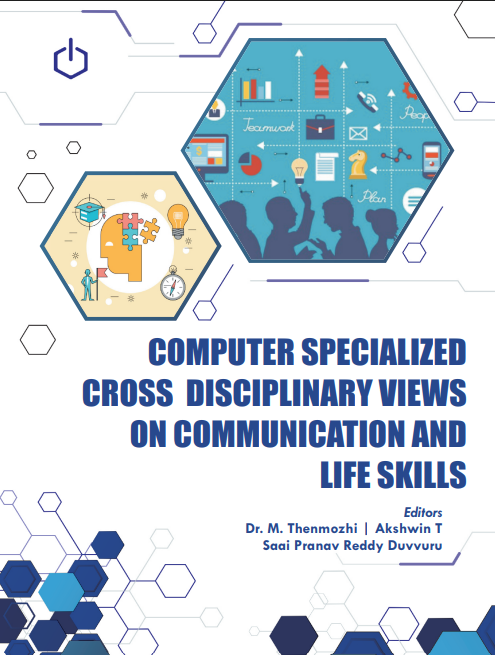 Teamwork
Plan
COMPUTER SPECIALIZED
CROSS DISCIPLINARY VIEWS
ON COMMUNICATION AND
LIFE SKILLS
Editors
Dr. M. Thenmozhi | Akshwin T
Saai Pranav Reddy Duvvuru